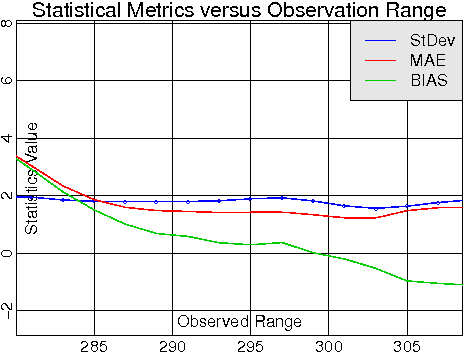 Statistical Metrics versus Observation Range
StDev
MAE
BIAS
Statistics Value
8
6
4
2
0
−2
Observed Range
285
290
295
300
305